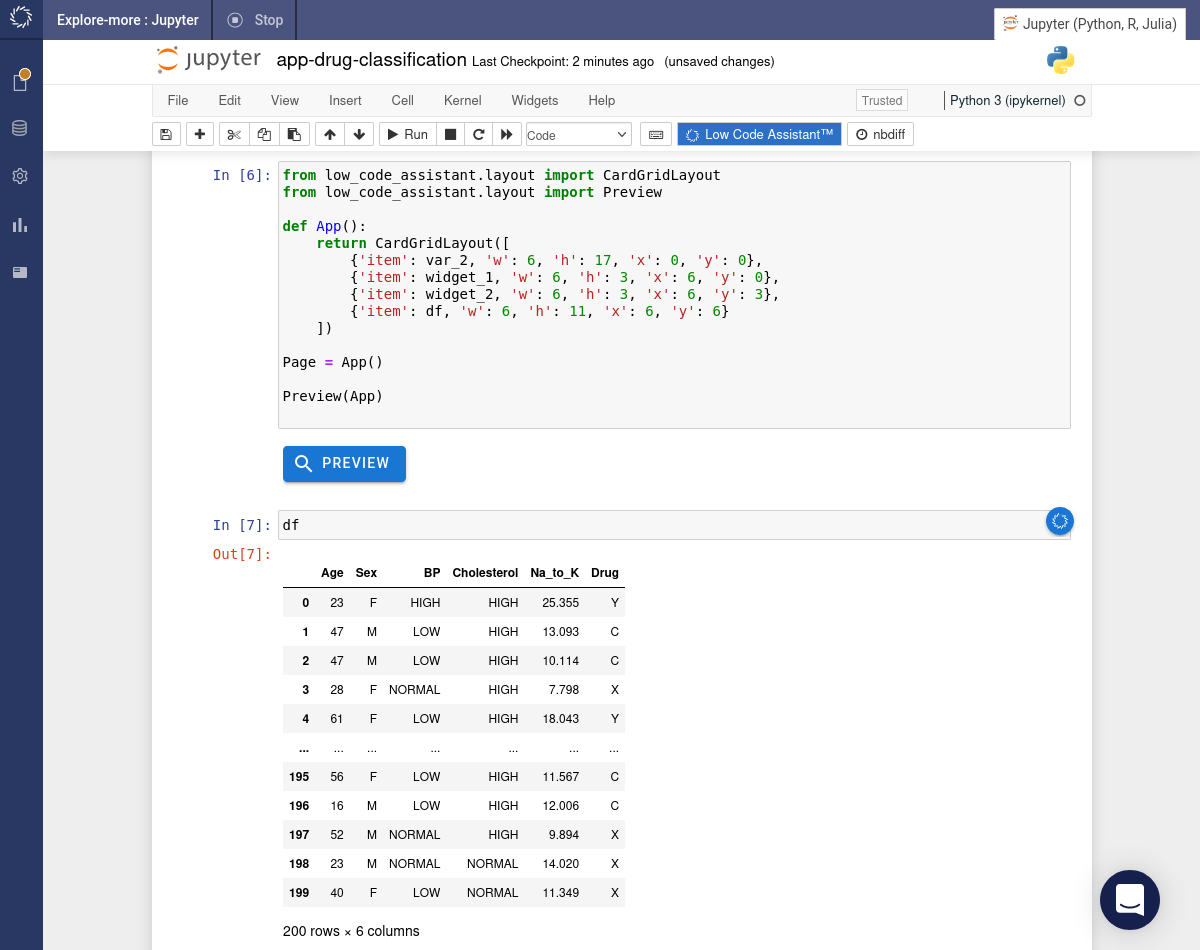 Explore-more : Jupyter Stop
Jupyter (Python, R, Julia)
jupyter app-drug-classification Last Checkpoint: 2 minutes ago (unsaved changes)
File Edit View Insert Cell Kernel Widgets Help Trusted Python 3 (ipykernel)
Run Code Low Code Assistant™ nbdiff
In [6]:
from low_code_assistant.layout import CardGridLayout
from low_code_assistant.layout import Preview
def App():
    return CardGridLayout([
        {'item': var_2, 'w': 6, 'h': 17, 'x': 0, 'y': 0},
        {'item': widget_1, 'w': 6, 'h': 3, 'x': 6, 'y': 0},
        {'item': widget_2, 'w': 6, 'h': 3, 'x': 6, 'y': 3},
        {'item': df, 'w': 6, 'h': 11, 'x': 6, 'y': 6}
    ])
Page = App()
Preview(App)
PREVIEW
In [7]: df
Out[7]:
Age Sex BP Cholesterol Na_to_K Drug
0 23 F HIGH HIGH 25.355 Y
1 47 M LOW HIGH 13.093 C
2 47 M LOW HIGH 10.114 C
3 28 F NORMAL HIGH 7.798 X
4 61 F LOW HIGH 18.043 Y
... ... ... ... ... ... ...
195 56 F LOW HIGH 11.567 C
196 16 M LOW HIGH 12.006 C
197 52 M NORMAL HIGH 9.894 X
198 23 M NORMAL NORMAL 14.020 X
199 40 F LOW NORMAL 11.349 X
200 rows × 6 columns